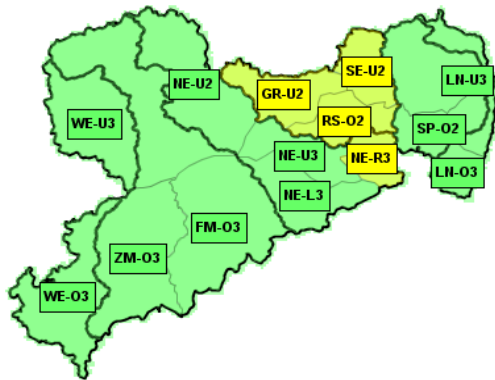 NE-U2
SE-U2
LN-U3
GR-U2
WE-U3
RS-O2
SP-O2
NE-U3
NE-R3
LN-O3
NE-L3
FM-O3
ZM-O3
WE-O3